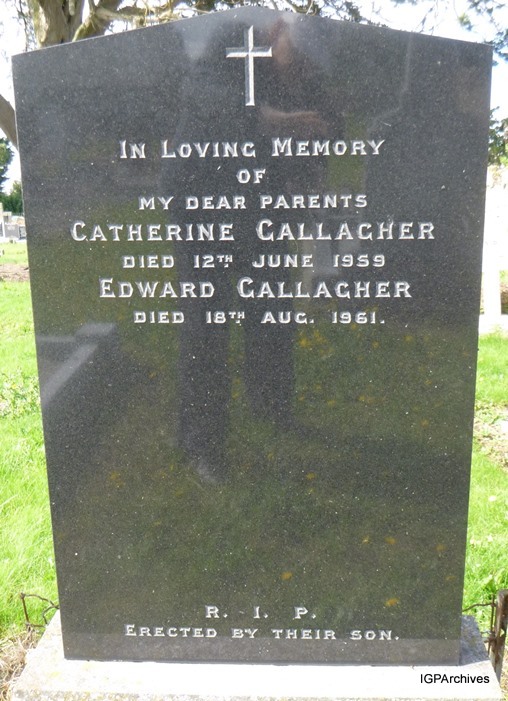 In Loving Memory
of
my dear parents
Catherine Gallagher
died 12th June 1959
Edward Gallagher
died 18th Aug. 1961.
R. I. P.
Erected by their son.
IGPArchives